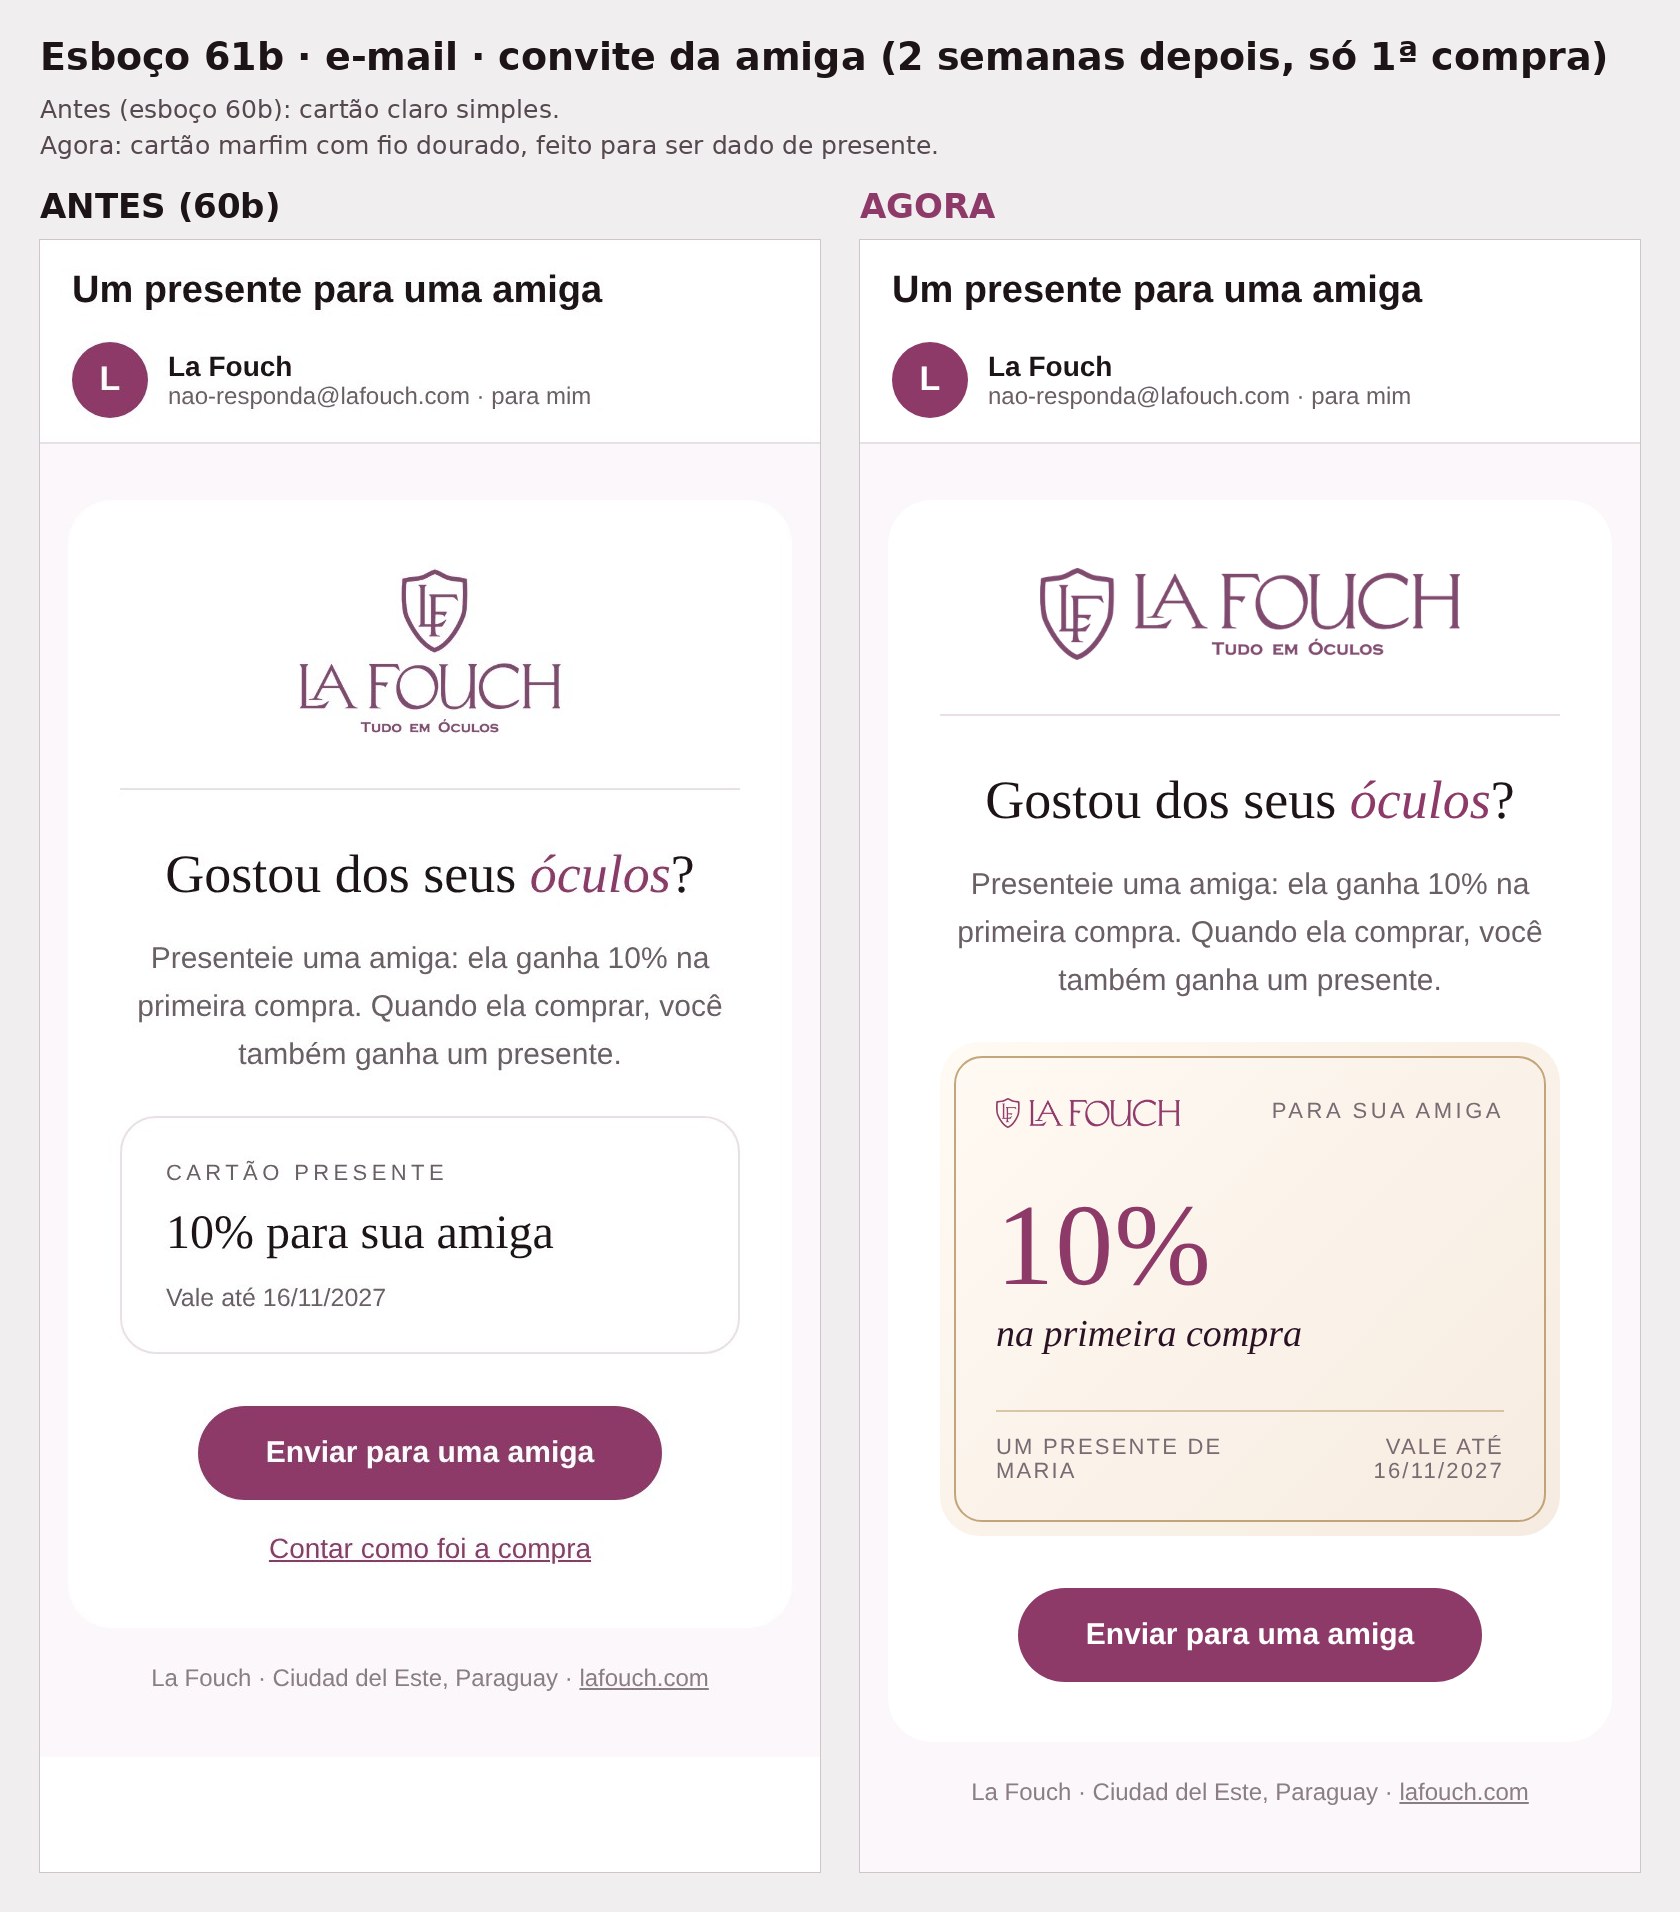 Esboço 61b · e-mail · convite da amiga (2 semanas depois, só 1ª compra)
Antes (esboço 60b): cartão claro simples.
Agora: cartão marfim com fio dourado, feito para ser dado de presente.
ANTES (60b)
Um presente para uma amiga
L
La Fouch
nao-responda@lafouch.com · para mim
LF
LA FOUCH
Tudo em Óculos
Gostou dos seus óculos?
Presenteie uma amiga: ela ganha 10% na
primeira compra. Quando ela comprar, você
também ganha um presente.
CARTÃO PRESENTE
10% para sua amiga
Vale até 16/11/2027
Enviar para uma amiga
Contar como foi a compra
La Fouch · Ciudad del Este, Paraguay · lafouch.com
AGORA
Um presente para uma amiga
L
La Fouch
nao-responda@lafouch.com · para mim
LF LA FOUCH
Tudo em Óculos
Gostou dos seus óculos?
Presenteie uma amiga: ela ganha 10% na
primeira compra. Quando ela comprar, você
também ganha um presente.
LF LA FOUCH
PARA SUA AMIGA
10%
na primeira compra
UM PRESENTE DE
MARIA
VALE ATÉ
16/11/2027
Enviar para uma amiga
La Fouch · Ciudad del Este, Paraguay · lafouch.com